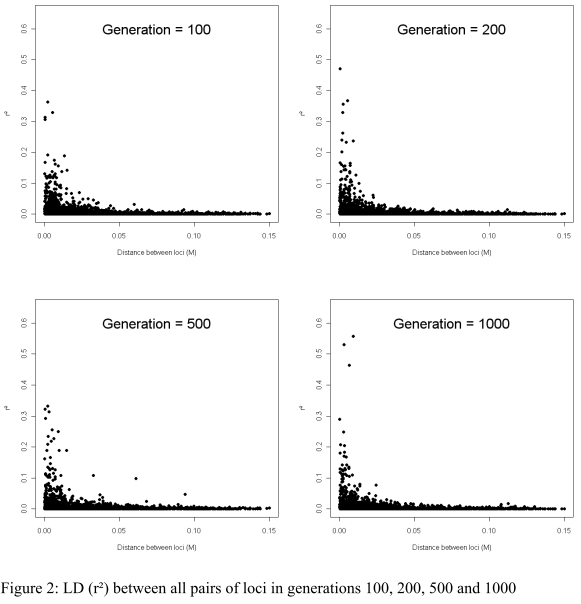 Generation = 100
0.6
0.5
0.4
r²
0.3
0.2
0.1
0.0
0.00 0.05 0.10 0.15
Distance between loci (M)
Generation = 200
0.6
0.5
0.4
r²
0.3
0.2
0.1
0.0
0.00 0.05 0.10 0.15
Distance between loci (M)
Generation = 500
0.6
0.5
0.4
r²
0.3
0.2
0.1
0.0
0.00 0.05 0.10 0.15
Distance between loci (M)
Generation = 1000
0.6
0.5
0.4
r²
0.3
0.2
0.1
0.0
0.00 0.05 0.10 0.15
Distance between loci (M)
Figure 2: LD (r²) between all pairs of loci in generations 100, 200, 500 and 1000